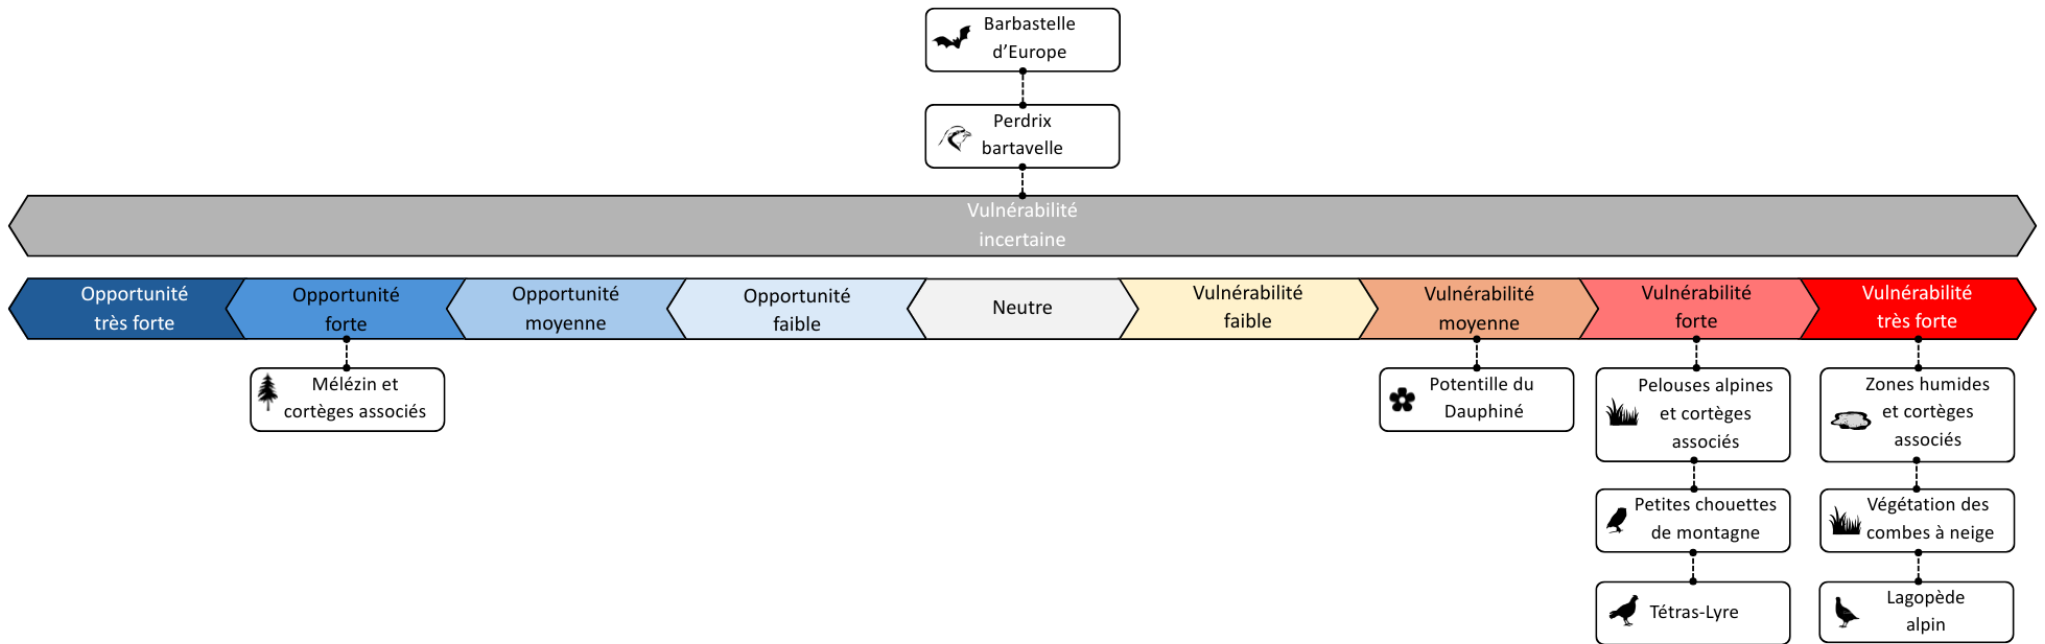 Barbastelle
d’Europe
Perdrix
bartavelle
Vulnérabilité
incertaine
Opportunité
très forte
Opportunité
forte
Opportunité
moyenne
Opportunité
faible
Neutre
Vulnérabilité
faible
Vulnérabilité
moyenne
Vulnérabilité
forte
Vulnérabilité
très forte
Mélézin et
cortèges associés
Potentille du
Dauphiné
Pelouses alpines
et cortèges
associés
Zones humides
et cortèges
associés
Petites chouettes
de montagne
Végétation des
combes à neige
Tétras-Lyre
Lagopède
alpin